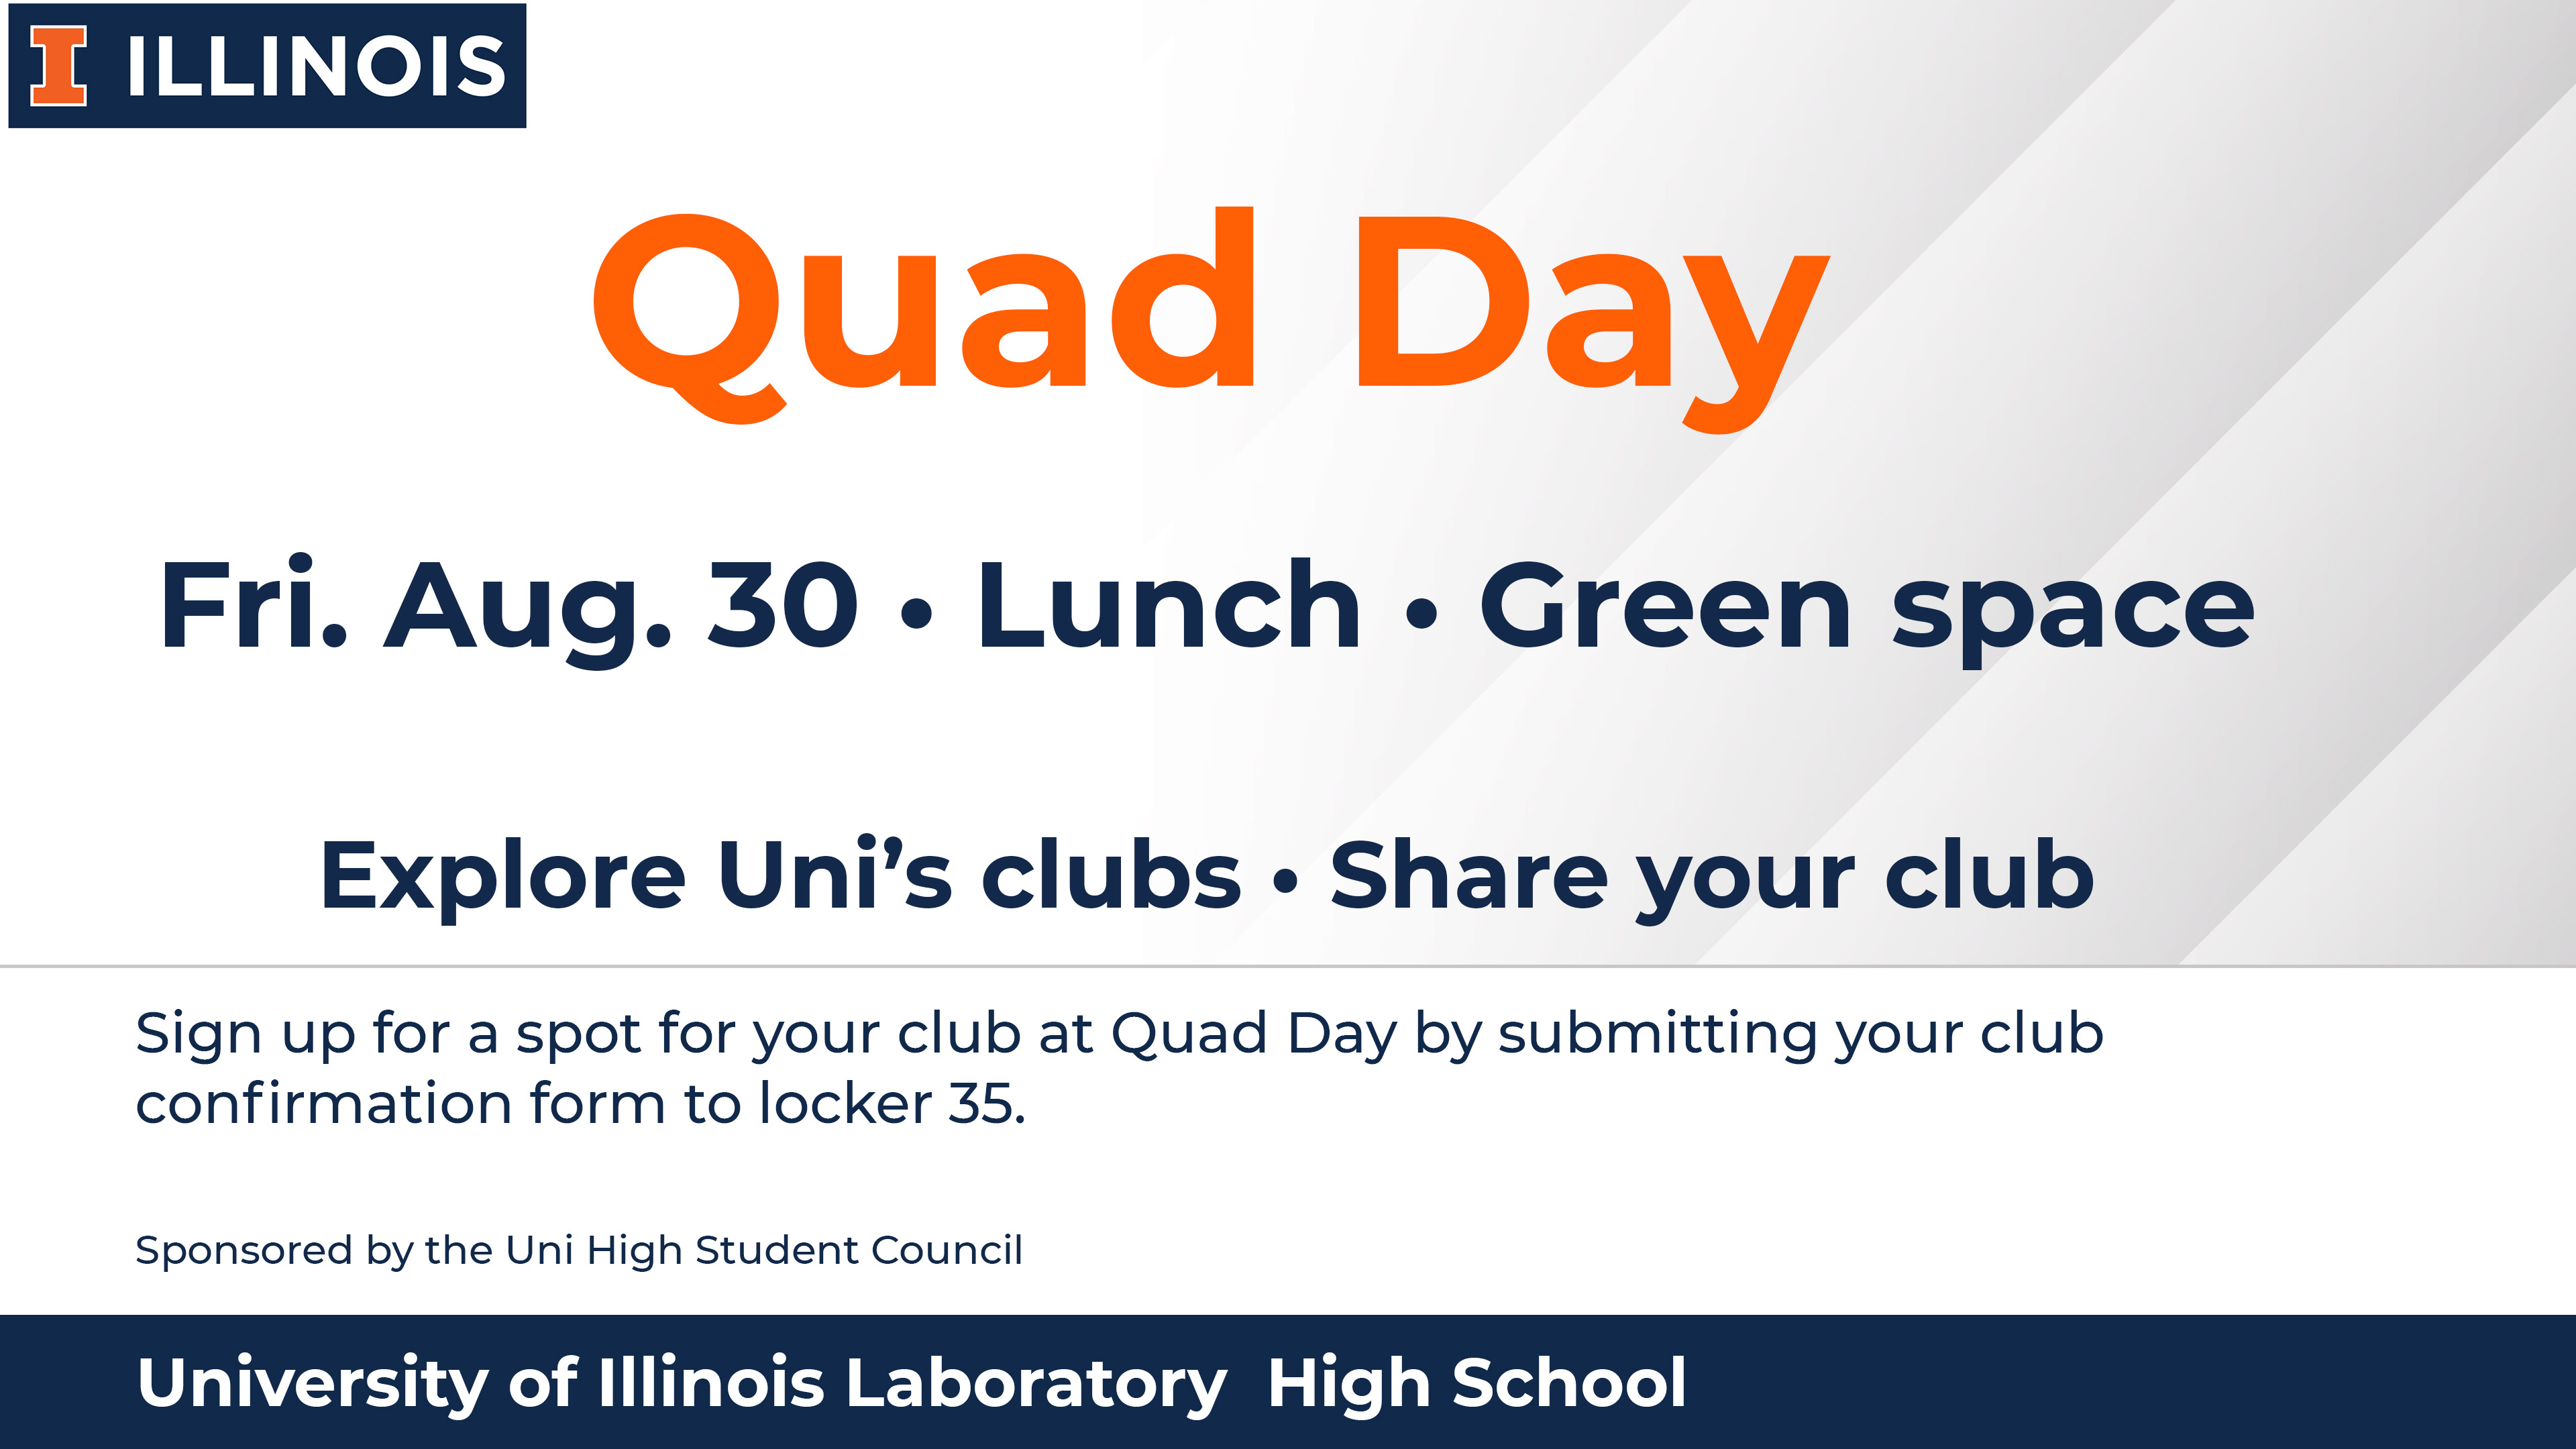 I ILLINOIS
Quad Day
Fri. Aug. 30 • Lunch • Green space
Explore Uni’s clubs • Share your club
Sign up for a spot for your club at Quad Day by submitting your club
confirmation form to locker 35.
Sponsored by the Uni High Student Council
University of Illinois Laboratory  High School